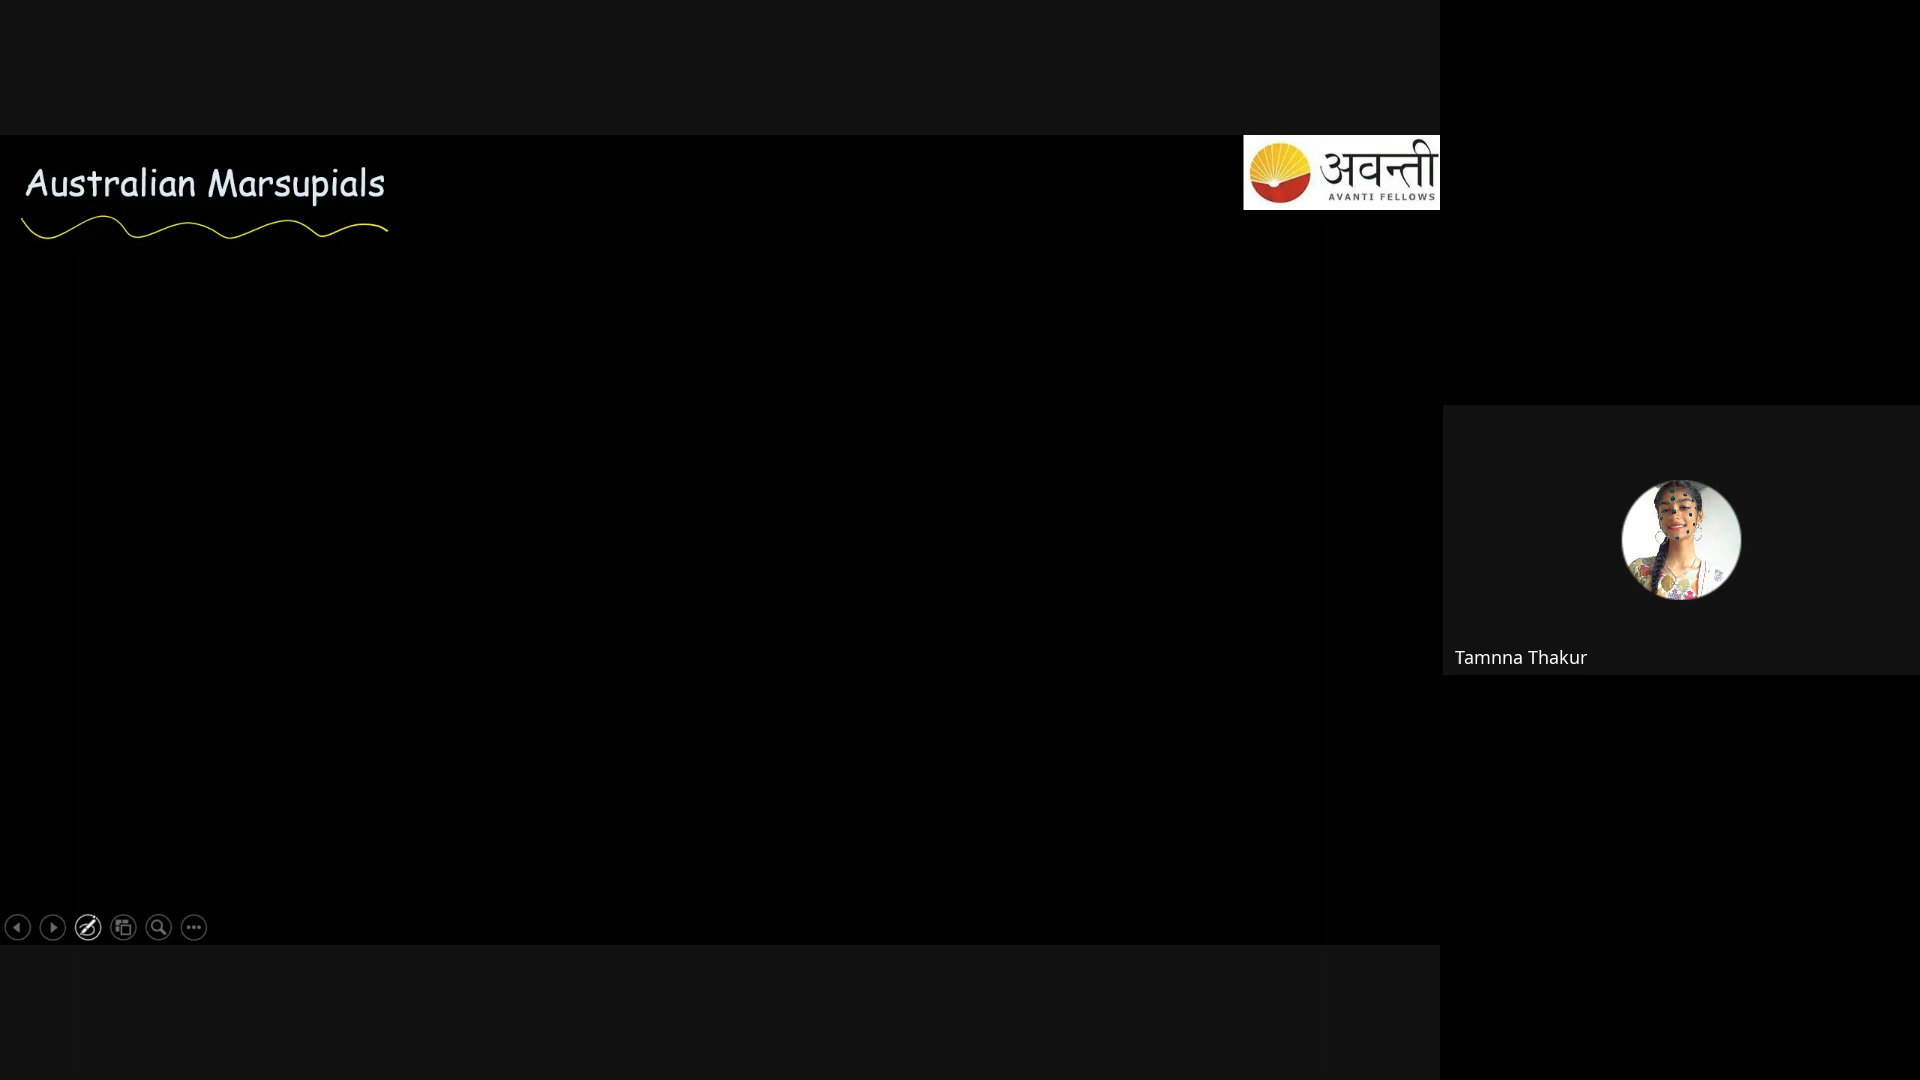 Australian Marsupials
अवन्ती
AVANTI FELLOWS
Tamnna Thakur